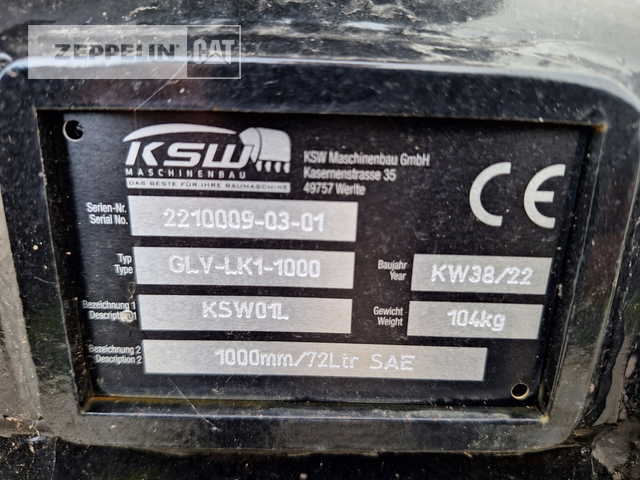 ZEPPELIN CAT
KSW
MASCHINENBAU
DAS BESTE FÜR IHRE BAUMASCHINE
KSW Maschinenbau GmbH
Kasernenstrasse 35
49757 Werlte
CE
Serien-Nr.
Serial No.
2210009-03-01
Typ
Type
GLV-LK1-1000
Baujahr
Year
KW38/22
Bezeichnung 1
Description 1
KSW01L
Gewicht
Weight
104kg
Bezeichnung 2
Description 2
1000mm/72Ltr SAE